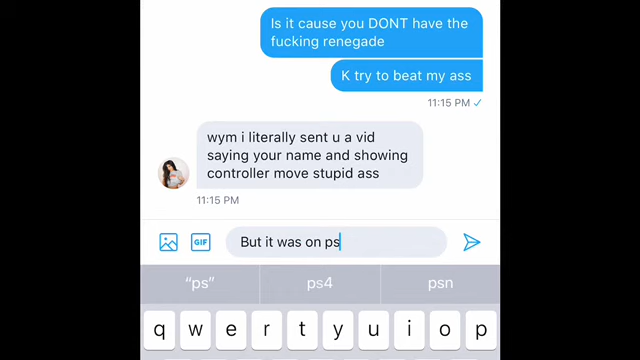 Is it cause you DONT have the
fucking renegade
K try to beat my ass
11:15 PM
wym i literally sent u a vid
saying your name and showing
controller move stupid ass
11:15 PM
GIF
But it was on ps
“ps”
ps4
psn
q w e r t y u i o p